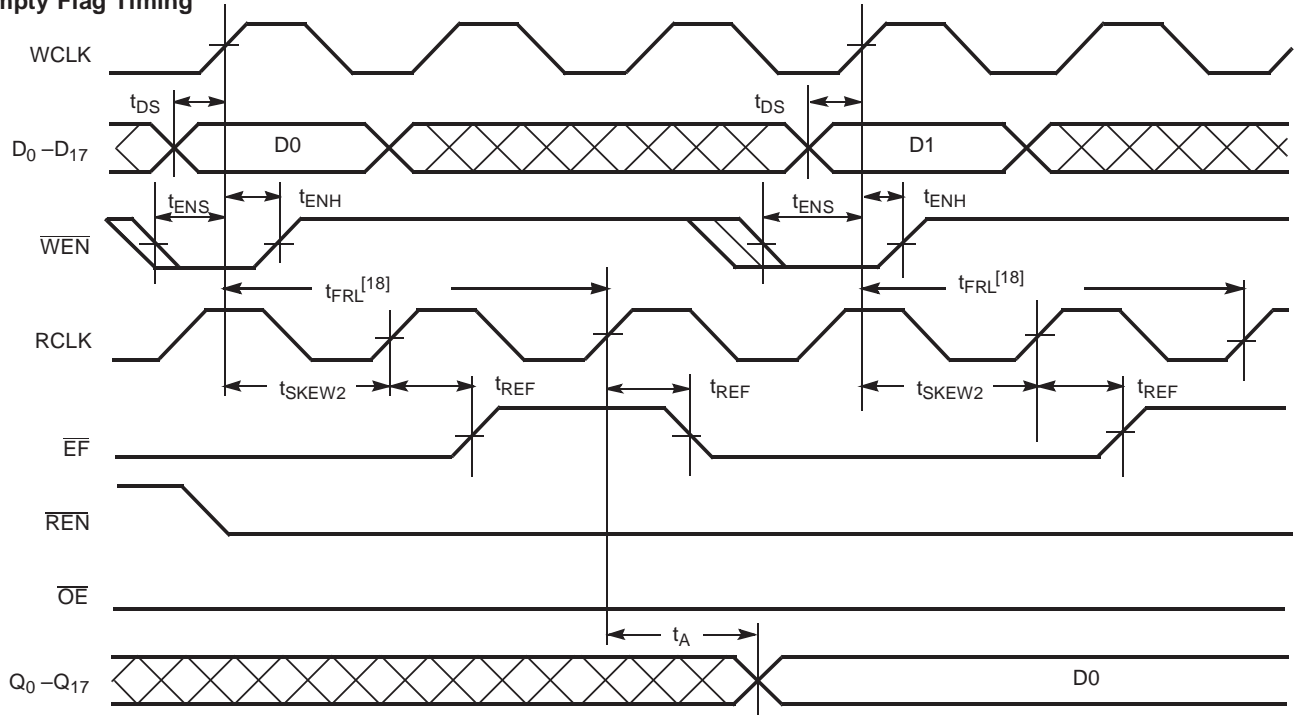 mpty Flag Timing
WCLK
tDS
tDS
D0 –D17
D0
D1
tENS
tENH
tENS
tENH
WEN
tFRL[18]
tFRL[18]
RCLK
tSKEW2
tREF
tREF
tSKEW2
tREF
EF
REN
OE
tA
Q0 –Q17
D0